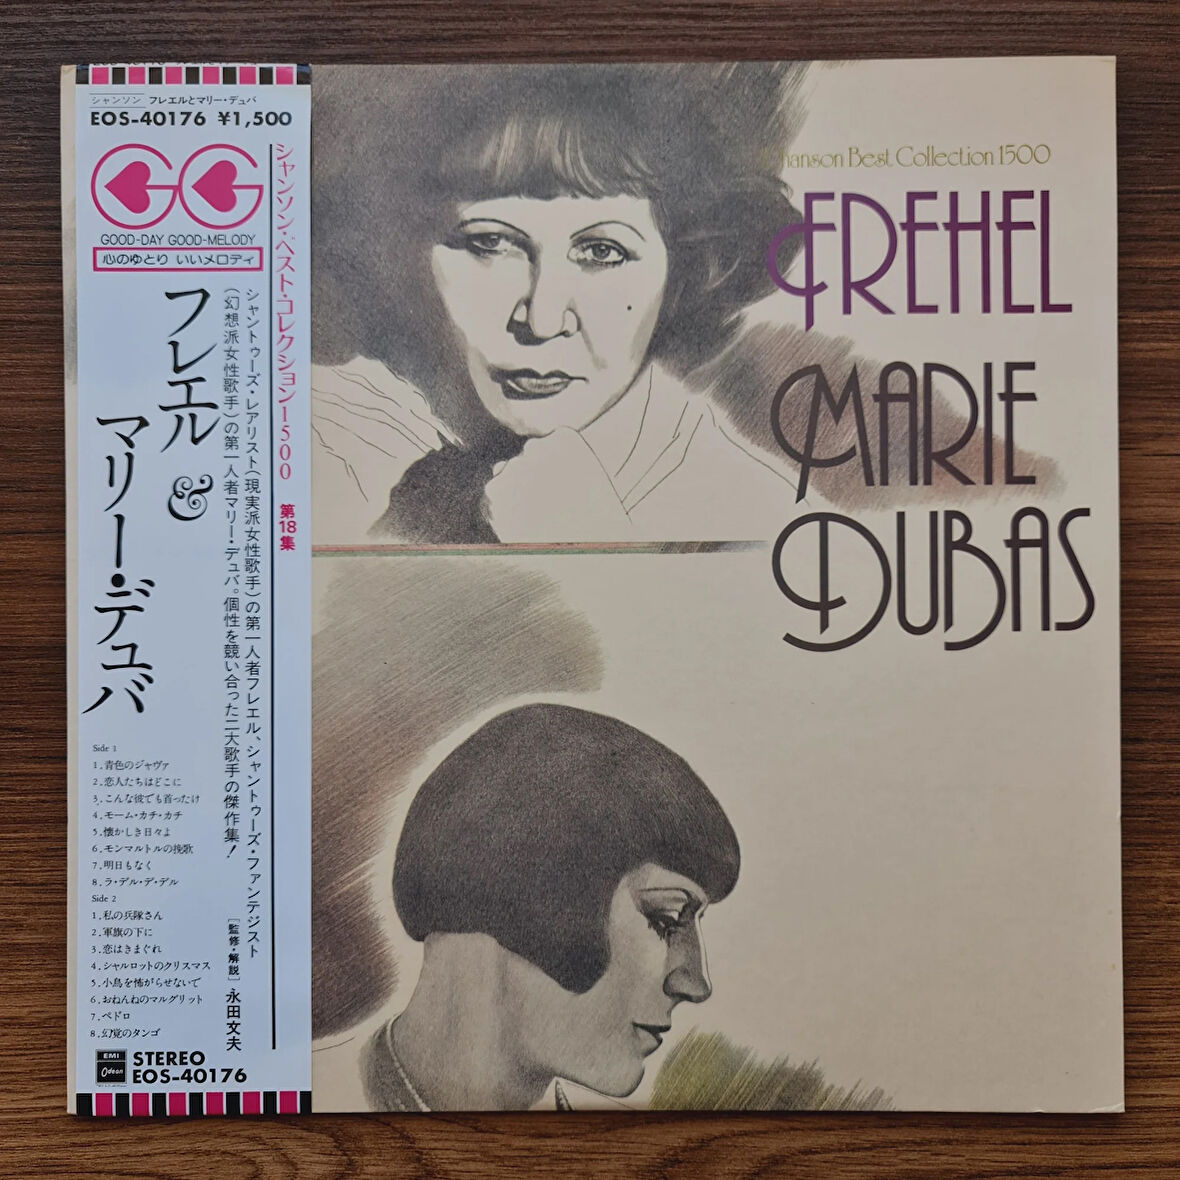 シャンソン フレエルとマリー・デュバ
EOS-40176 ¥1,500
GOOD-DAY GOOD-MELODY
心のゆとり いいメロディ
シャンソン・ベスト・コレクション1500 第18集
シャントゥーズ・レアリスト(現実派女性歌手)の第一人者フレエル、シャントゥーズ・ファンテジスト
(幻想派女性歌手)の第一人者マリー・デュバ。個性を競い合った二大歌手の傑作集!
[監修・解説]永田文夫
フレエル
&
マリー・デュバ
Side 1
1.青色のジャヴァ
2.恋人たちはどこに
3.こんな彼でも首ったけ
4.モーム・カチ・カチ
5.懐かしき日々よ
6.モンマルトルの挽歌
7.明日もなく
8.ラ・デル・デ・デル
Side 2
1.私の兵隊さん
2.軍旗の下に
3.恋はきまぐれ
4.シャルロットのクリスマス
5.小鳥を怖がらせないで
6.おねんねのマルグリット
7.ペドロ
8.幻覚のタンゴ
EMI
Odeon
STEREO
EOS-40176
hanson Best Collection 1500
FREHEL
MARIE
DUBAS